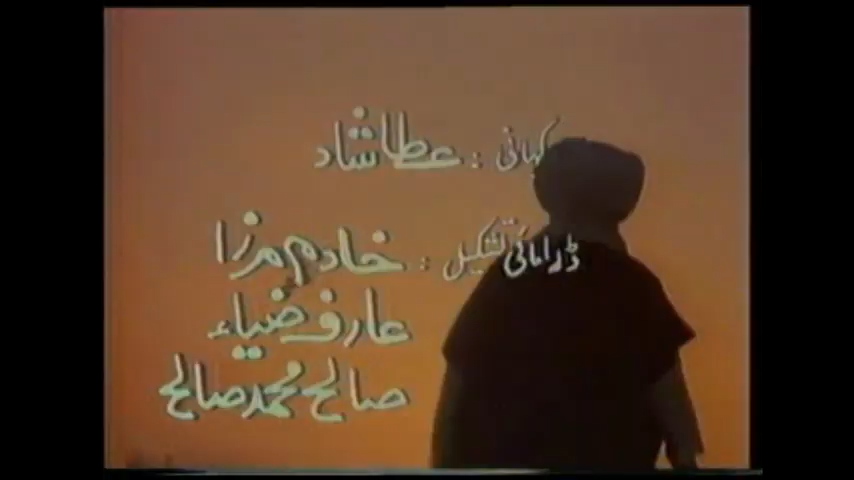 کہانی : عطا شاد
ڈرامائی تشکیل : خادم مرزا
عارف ضیاء
صالح محمد صالح